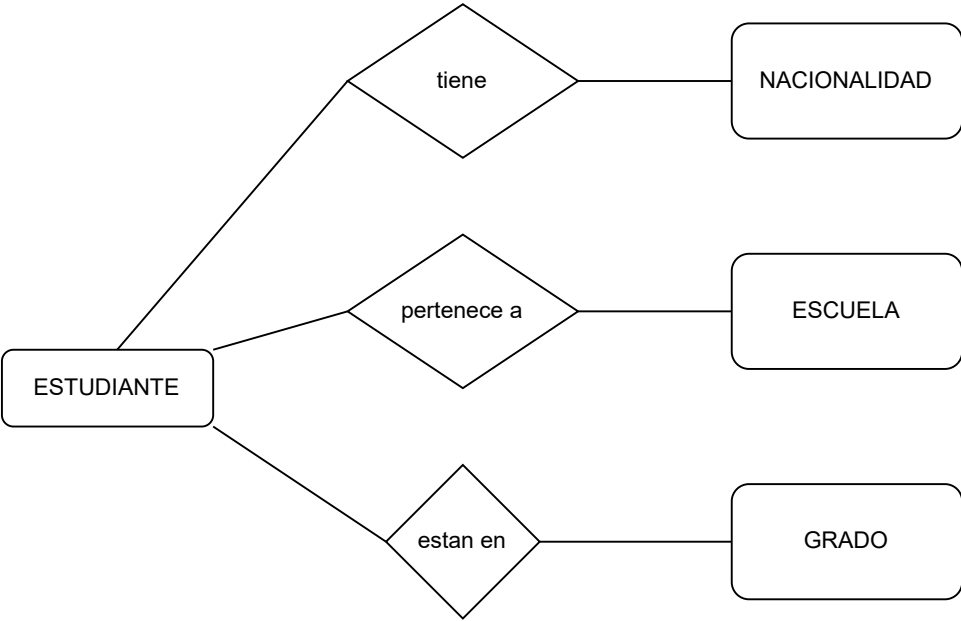 tiene
NACIONALIDAD
pertenece a
ESCUELA
ESTUDIANTE
estan en
GRADO